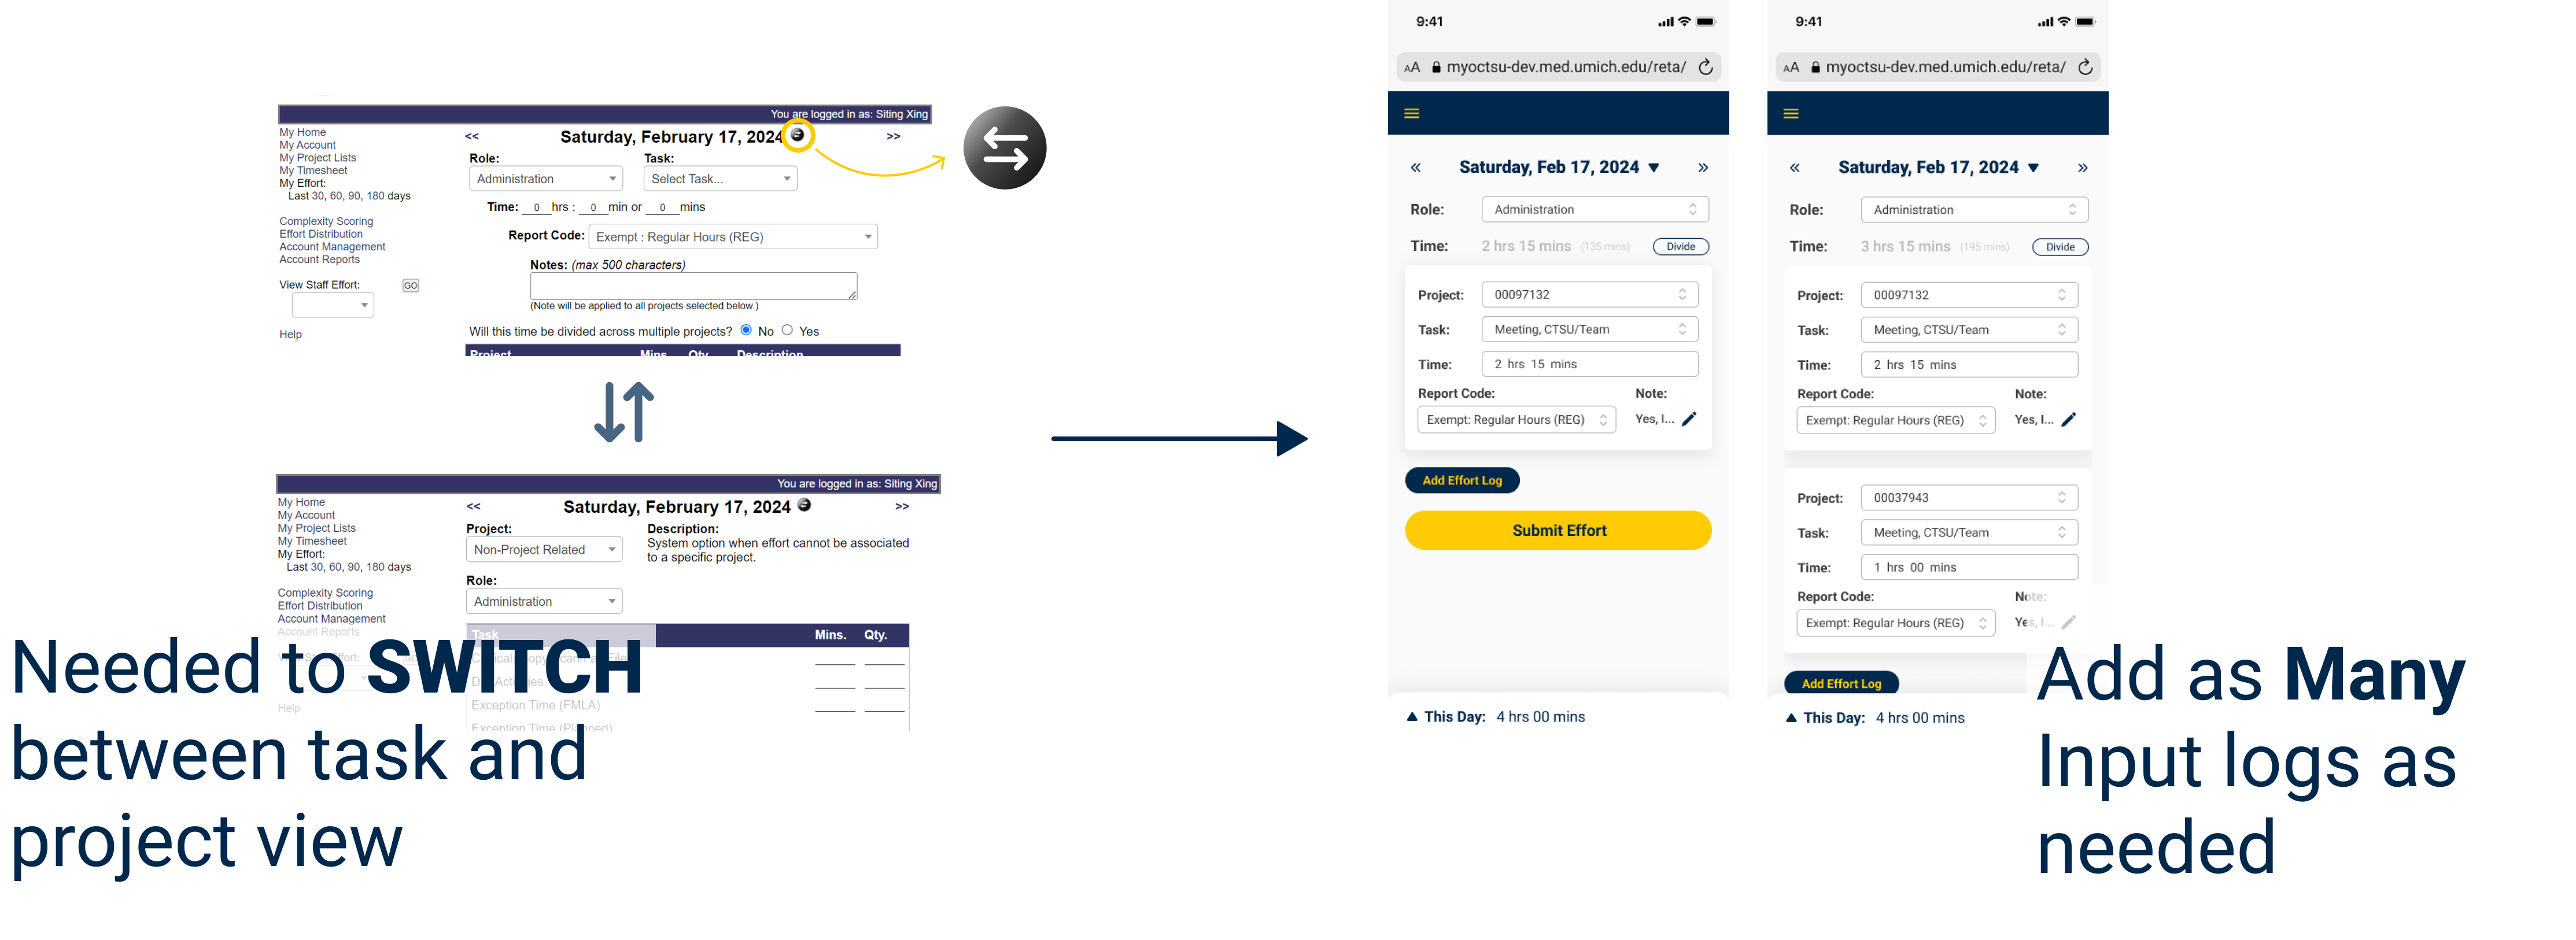 You are logged in as: Siting Xing
My Home
My Account
My Project Lists
My Timesheet
My Effort:
Last 30, 60, 90, 180 days
Complexity Scoring
Effort Distribution
Account Management
Account Reports
View Staff Effort: GO
Help
<< Saturday, February 17, 2024 >>
Role: Task:
Administration Select Task...
Time: 0 hrs : 0 min or 0 mins
Report Code: Exempt : Regular Hours (REG)
Notes: (max 500 characters)
(Note will be applied to all projects selected below.)
Will this time be divided across multiple projects? No Yes
Project Mins Qty Description
You are logged in as: Siting Xing
My Home
My Account
My Project Lists
My Timesheet
My Effort:
Last 30, 60, 90, 180 days
Complexity Scoring
Effort Distribution
Account Management
Account Reports
Help
<< Saturday, February 17, 2024 >>
Project: Description:
Non-Project Related System option when effort cannot be associated
to a specific project.
Role:
Administration
Task Mins. Qty.
Exception Time (FMLA)
Exception Time (Planned)
Needed to SWITCH
between task and
project view
9:41
AA myoctsu-dev.med.umich.edu/reta/
« Saturday, Feb 17, 2024 »
Role: Administration
Time: 2 hrs 15 mins (135 mins) Divide
Project: 00097132
Task: Meeting, CTSU/Team
Time: 2 hrs 15 mins
Report Code: Note:
Exempt: Regular Hours (REG) Yes, I...
Add Effort Log
Submit Effort
This Day: 4 hrs 00 mins
9:41
AA myoctsu-dev.med.umich.edu/reta/
« Saturday, Feb 17, 2024 »
Role: Administration
Time: 3 hrs 15 mins (195 mins) Divide
Project: 00097132
Task: Meeting, CTSU/Team
Time: 2 hrs 15 mins
Report Code: Note:
Exempt: Regular Hours (REG) Yes, I...
Project: 00037943
Task: Meeting, CTSU/Team
Time: 1 hrs 00 mins
Report Code: Note:
Exempt: Regular Hours (REG) Yes, I...
Add Effort Log
This Day: 4 hrs 00 mins
Add as Many
Input logs as
needed